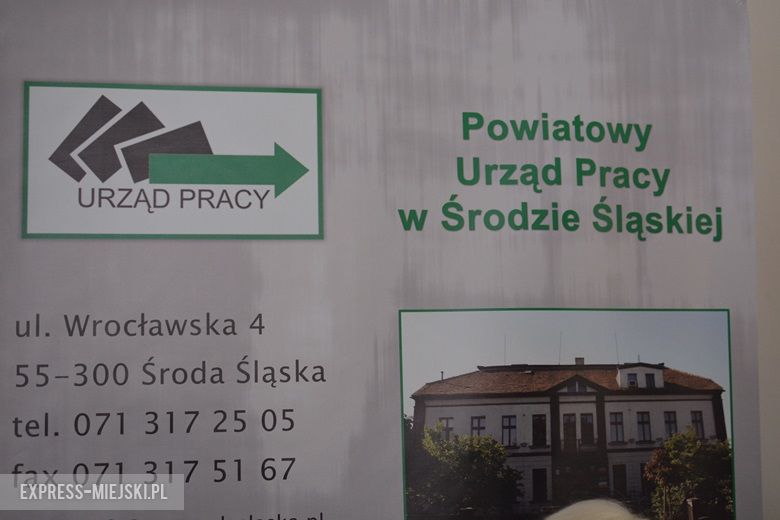 URZĄD PRACY
Powiatowy
Urząd Pracy
w Środzie Śląskiej
ul. Wrocławska 4
55-300 Środa Śląska
tel. 071 317 25 05
fax 071 317 51 67
EXPRESS-MIEJSKI.PL